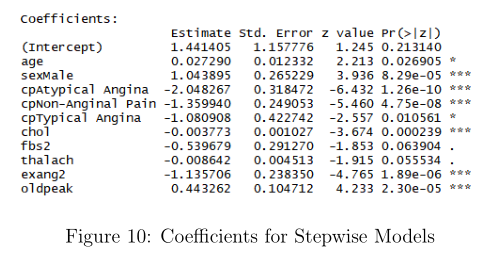 Coefficients:
Estimate Std. Error z value Pr(>|z|)
(Intercept) 1.441405 1.157776 1.245 0.213140
age 0.027290 0.012332 2.213 0.026905 *
sexMale 1.043895 0.265229 3.936 8.29e-05 ***
cpAtypical Angina -2.048267 0.318472 -6.432 1.26e-10 ***
cpNon-Anginal Pain -1.359940 0.249053 -5.460 4.75e-08 ***
cpTypical Angina -1.080908 0.422742 -2.557 0.010561 *
chol -0.003773 0.001027 -3.674 0.000239 ***
fbs2 -0.539679 0.291270 -1.853 0.063904 .
thalach -0.008642 0.004513 -1.915 0.055534 .
exang2 -1.135706 0.238350 -4.765 1.89e-06 ***
oldpeak 0.443262 0.104712 4.233 2.30e-05 ***
Figure 10: Coefficients for Stepwise Models